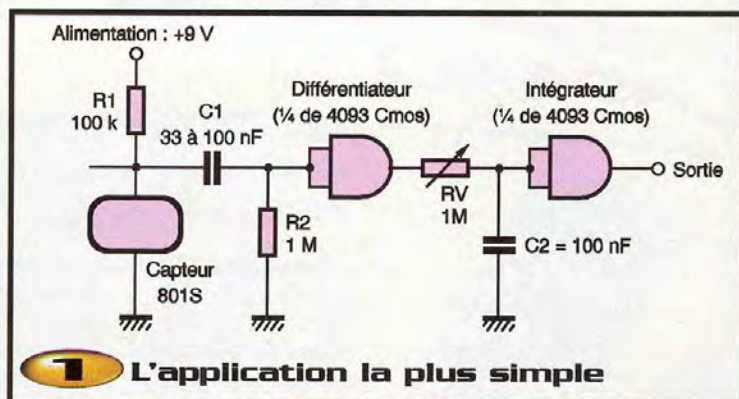 Alimentation : +9 V
R1
100 k
C1
33 à 100 nF
Différentiateur
(¼ de 4093 Cmos)
Intégrateur
(¼ de 4093 Cmos)
Sortie
RV
1M
R2
1 M
C2 = 100 nF
Capteur
801S
1 L'application la plus simple